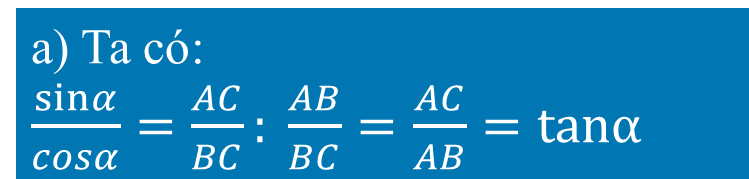 a) Ta có:
sinα/cosα = AC/BC : AB/BC = AC/AB = tanα